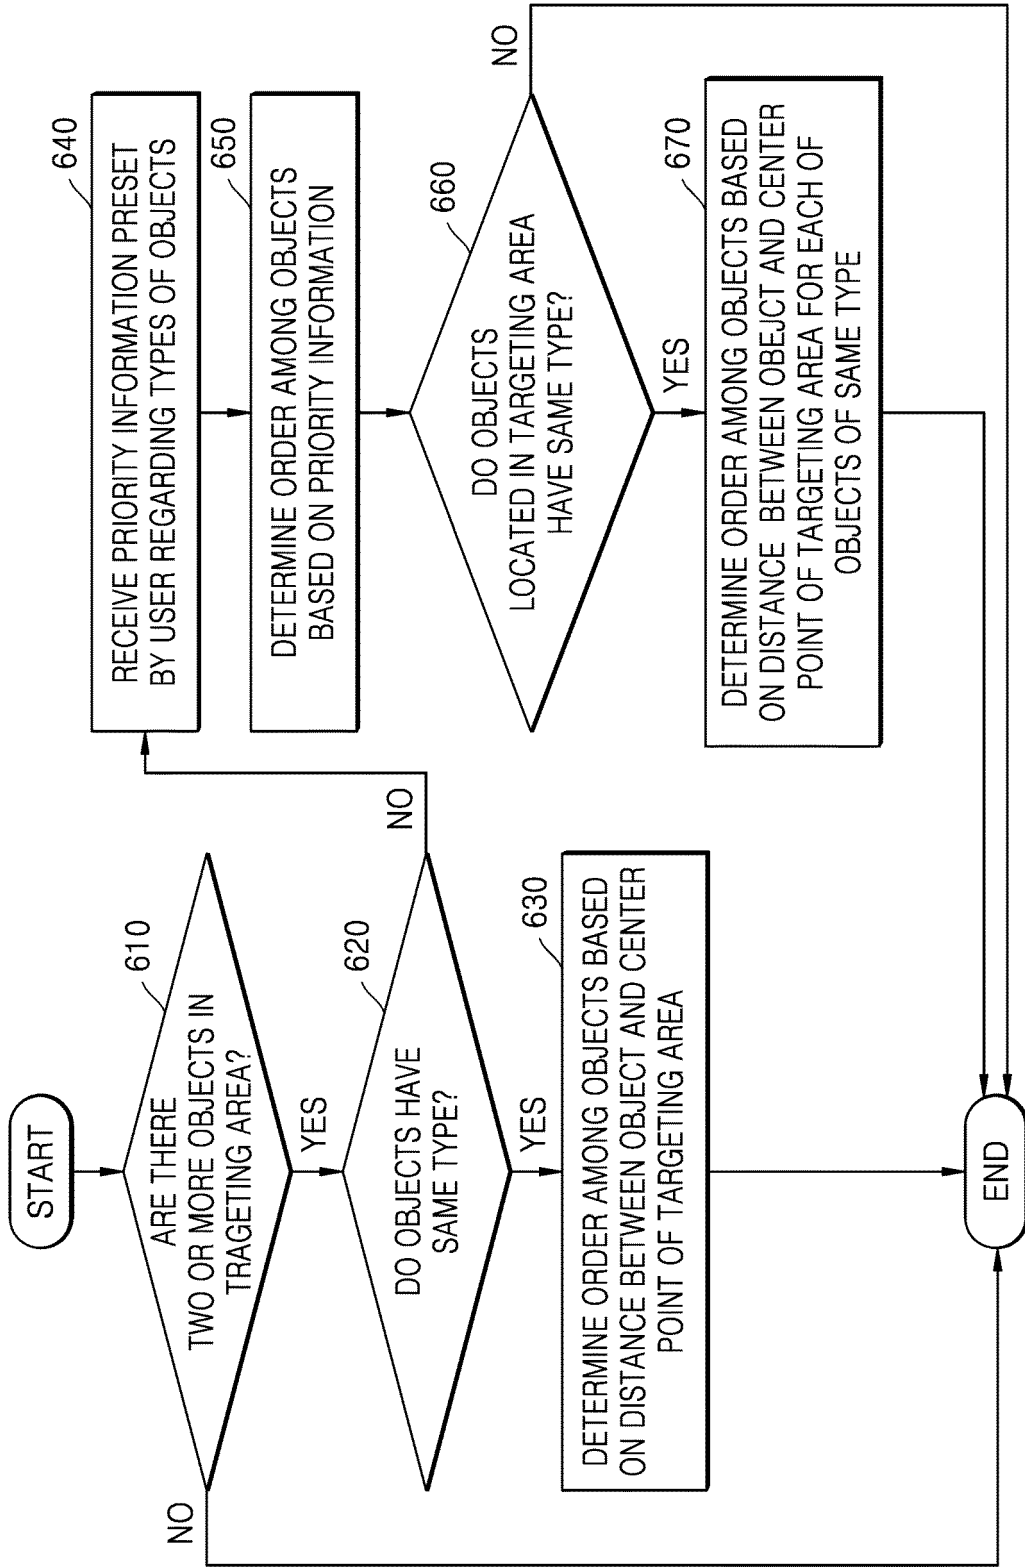 START
610
ARE THERE
TWO OR MORE OBJECTS IN
TRAGETING AREA?
NO
YES
620
DO OBJECTS HAVE
SAME TYPE?
NO
YES
630
DETERMINE ORDER AMONG OBJECTS BASED
ON DISTANCE BETWEEN OBJECT AND CENTER
POINT OF TARGETING AREA
END
640
RECEIVE PRIORITY INFORMATION PRESET
BY USER REGARDING TYPES OF OBJECTS
650
DETERMINE ORDER AMONG OBJECTS
BASED ON PRIORITY INFORMATION
660
DO OBJECTS
LOCATED IN TARGETING AREA
HAVE SAME TYPE?
NO
YES
670
DETERMINE ORDER AMONG OBJECTS BASED
ON DISTANCE BETWEEN OBEJCT AND CENTER
POINT OF TARGETING AREA FOR EACH OF
OBJECTS OF SAME TYPE